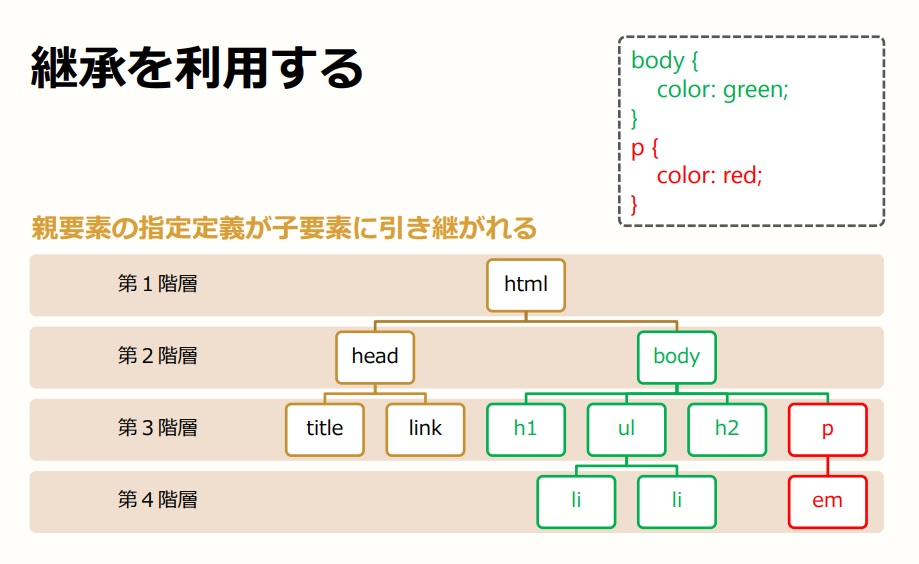 継承を利用する
body {
    color: green;
}
p {
    color: red;
}
親要素の指定定義が子要素に引き継がれる
第１階層
html
第２階層
head
body
第３階層
title
link
h1
ul
h2
p
第４階層
li
li
em